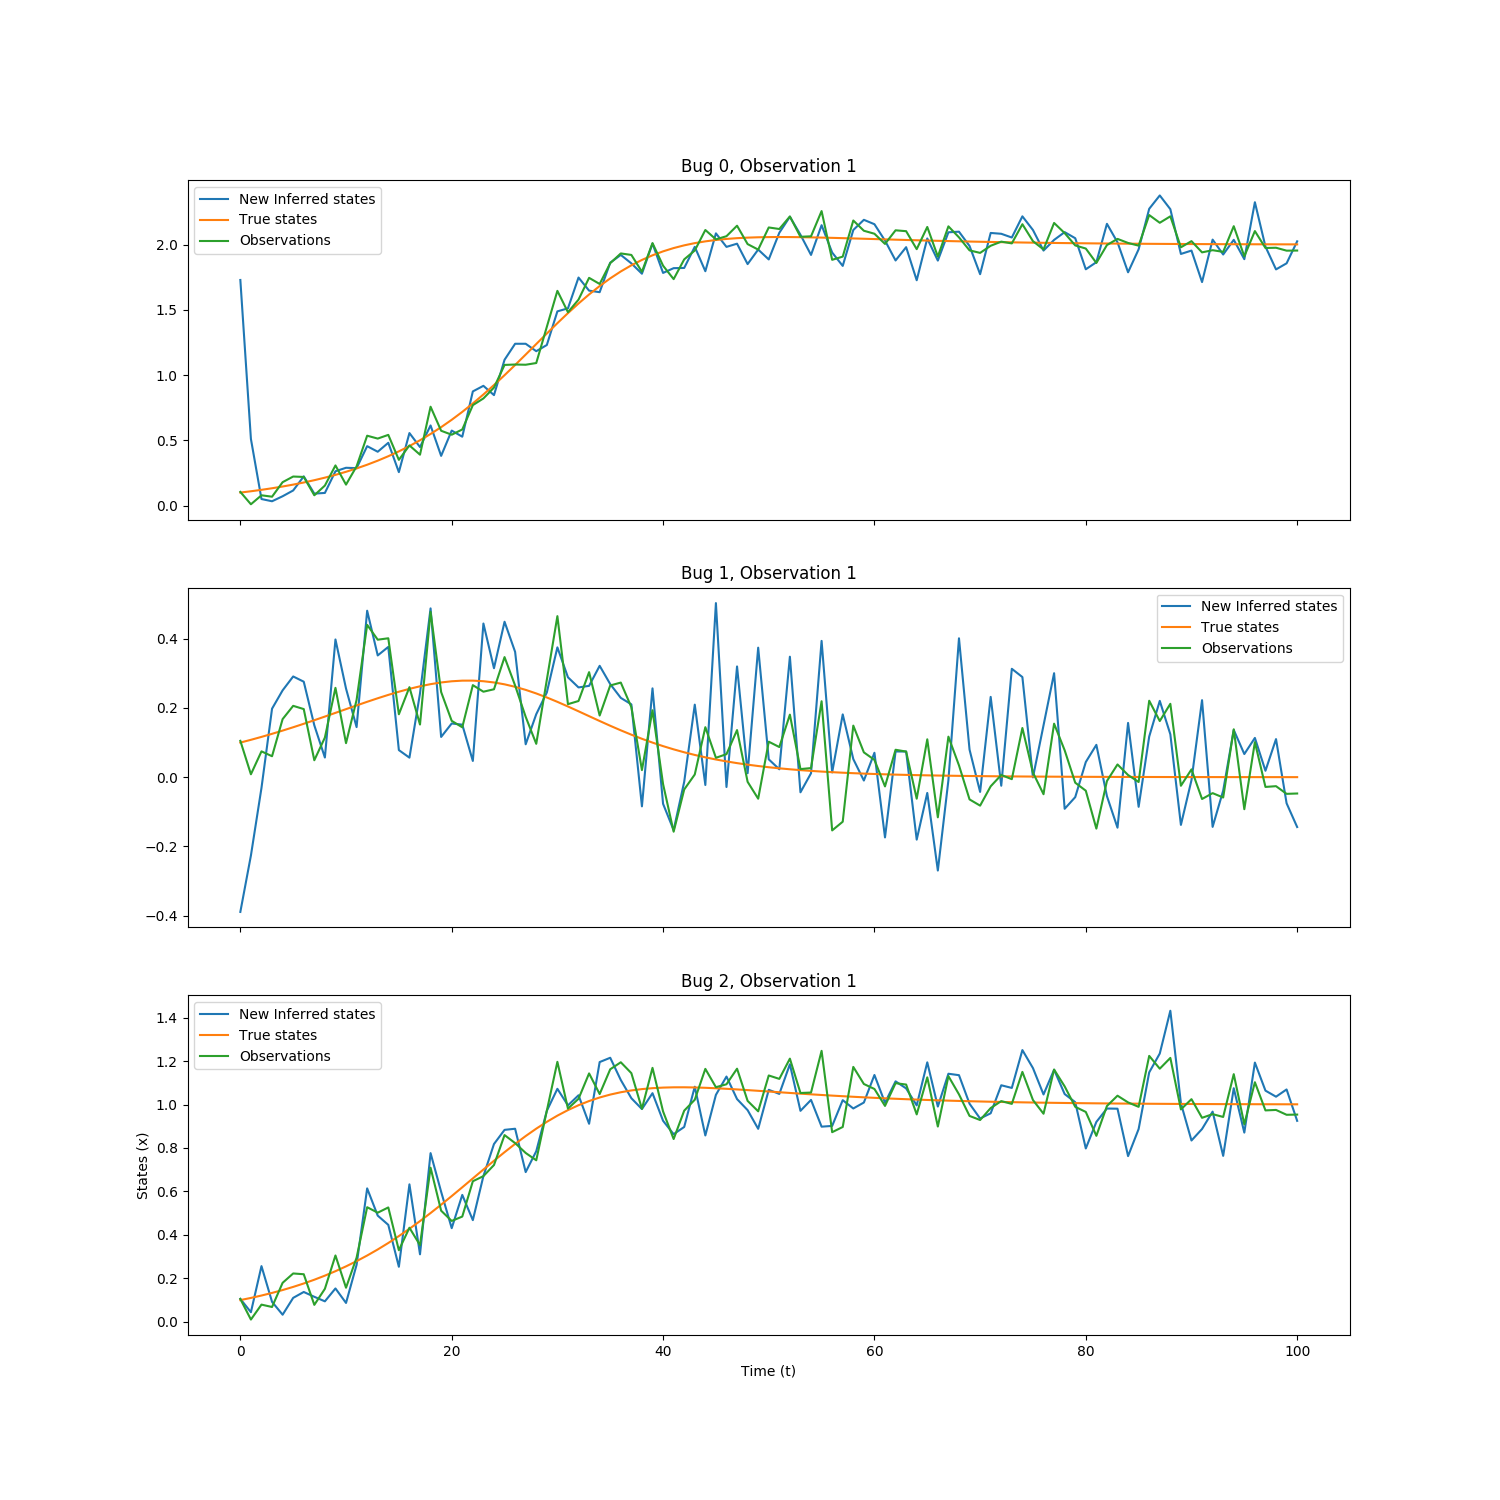 Bug 0, Observation 1
New Inferred states
True states
Observations
2.0
1.5
1.0
0.5
0.0
Bug 1, Observation 1
New Inferred states
True states
Observations
0.4
0.2
0.0
−0.2
−0.4
Bug 2, Observation 1
New Inferred states
True states
Observations
1.4
1.2
1.0
0.8
0.6
0.4
0.2
0.0
States (x)
0 20 40 60 80 100
Time (t)